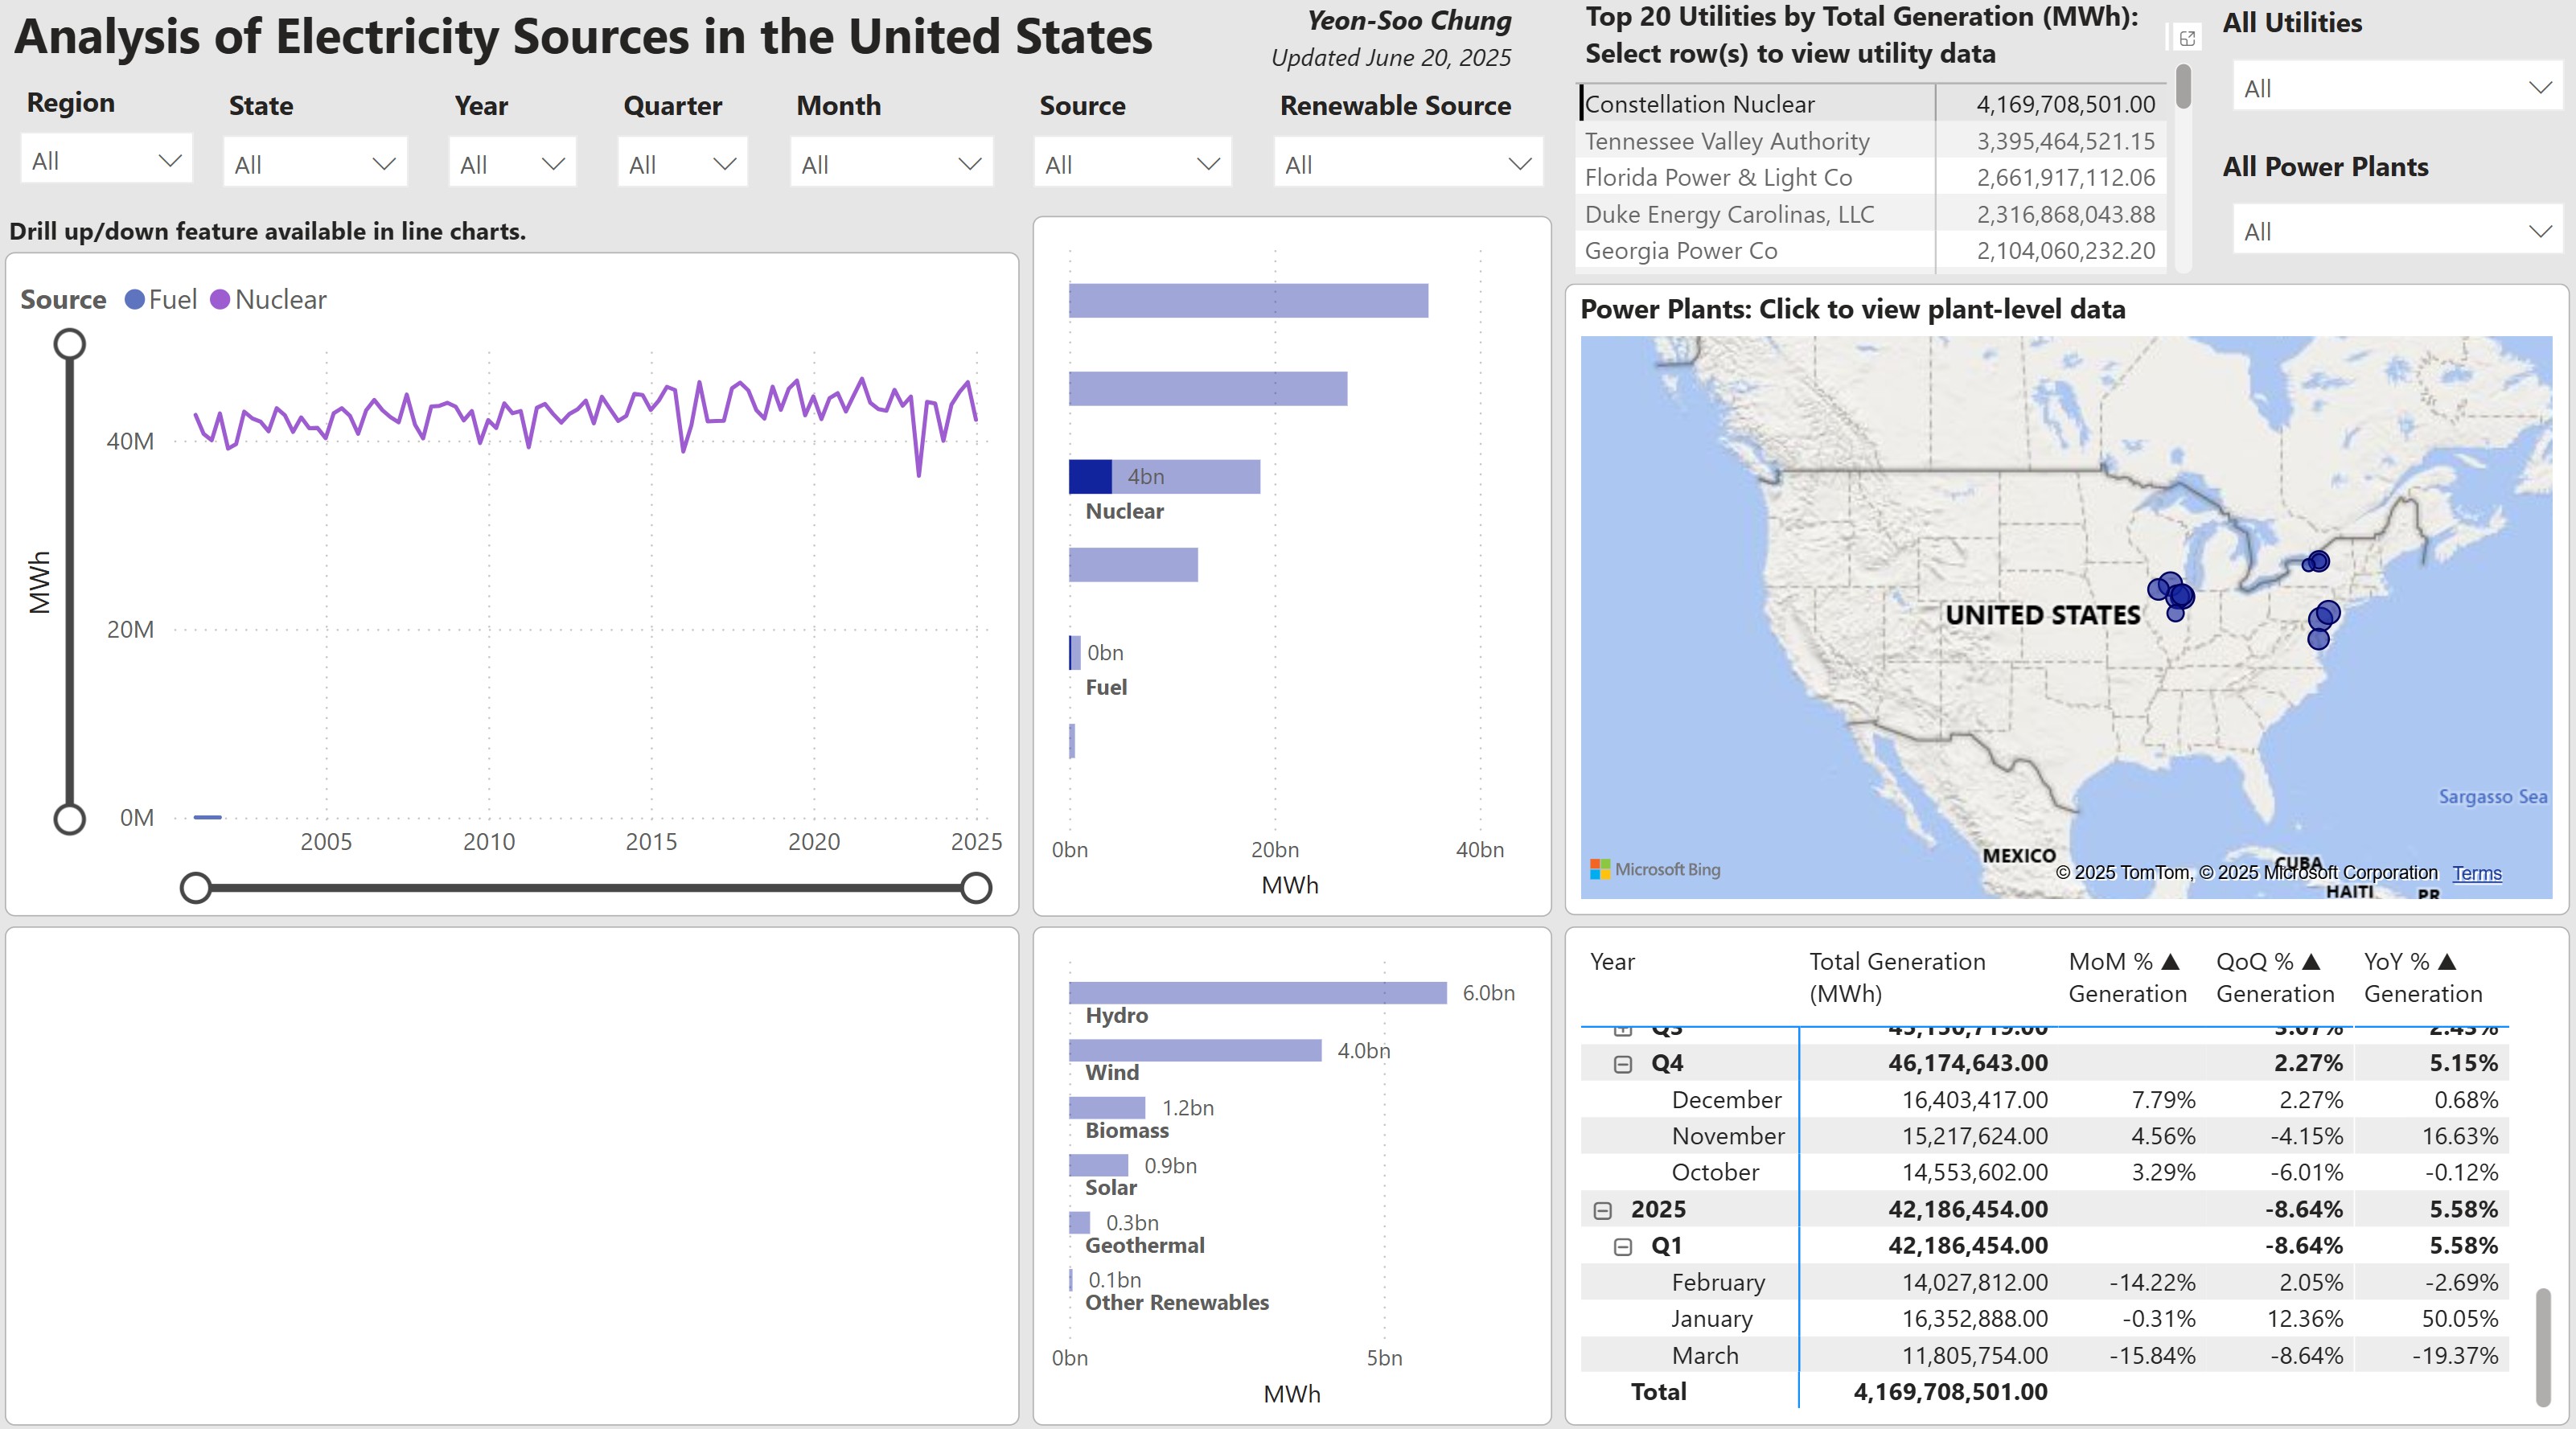 Analysis of Electricity Sources in the United States
Yeon-Soo Chung
Updated June 20, 2025
Region
State
Year
Quarter
Month
Source
Renewable Source
All
All
All
All
All
All
All
Top 20 Utilities by Total Generation (MWh):
Select row(s) to view utility data
Constellation Nuclear 4,169,708,501.00
Tennessee Valley Authority 3,395,464,521.15
Florida Power & Light Co 2,661,917,112.06
Duke Energy Carolinas, LLC 2,316,868,043.88
Georgia Power Co 2,104,060,232.20
All Utilities
All
All Power Plants
All
Drill up/down feature available in line charts.
Source Fuel Nuclear
MWh
40M
20M
0M
2005 2010 2015 2020 2025
4bn
Nuclear
0bn
Fuel
0bn 20bn 40bn
MWh
Power Plants: Click to view plant-level data
UNITED STATES
Sargasso Sea
MEXICO
CUBA
HAITI
PR
Microsoft Bing
© 2025 TomTom, © 2025 Microsoft Corporation Terms
6.0bn
Hydro
4.0bn
Wind
1.2bn
Biomass
0.9bn
Solar
0.3bn
Geothermal
0.1bn
Other Renewables
0bn 5bn
MWh
Year Total Generation (MWh) MoM % ▲ Generation QoQ % ▲ Generation YoY % ▲ Generation
Q3 3.07% 2.43%
Q4 46,174,643.00 2.27% 5.15%
December 16,403,417.00 7.79% 2.27% 0.68%
November 15,217,624.00 4.56% -4.15% 16.63%
October 14,553,602.00 3.29% -6.01% -0.12%
2025 42,186,454.00 -8.64% 5.58%
Q1 42,186,454.00 -8.64% 5.58%
February 14,027,812.00 -14.22% 2.05% -2.69%
January 16,352,888.00 -0.31% 12.36% 50.05%
March 11,805,754.00 -15.84% -8.64% -19.37%
Total 4,169,708,501.00